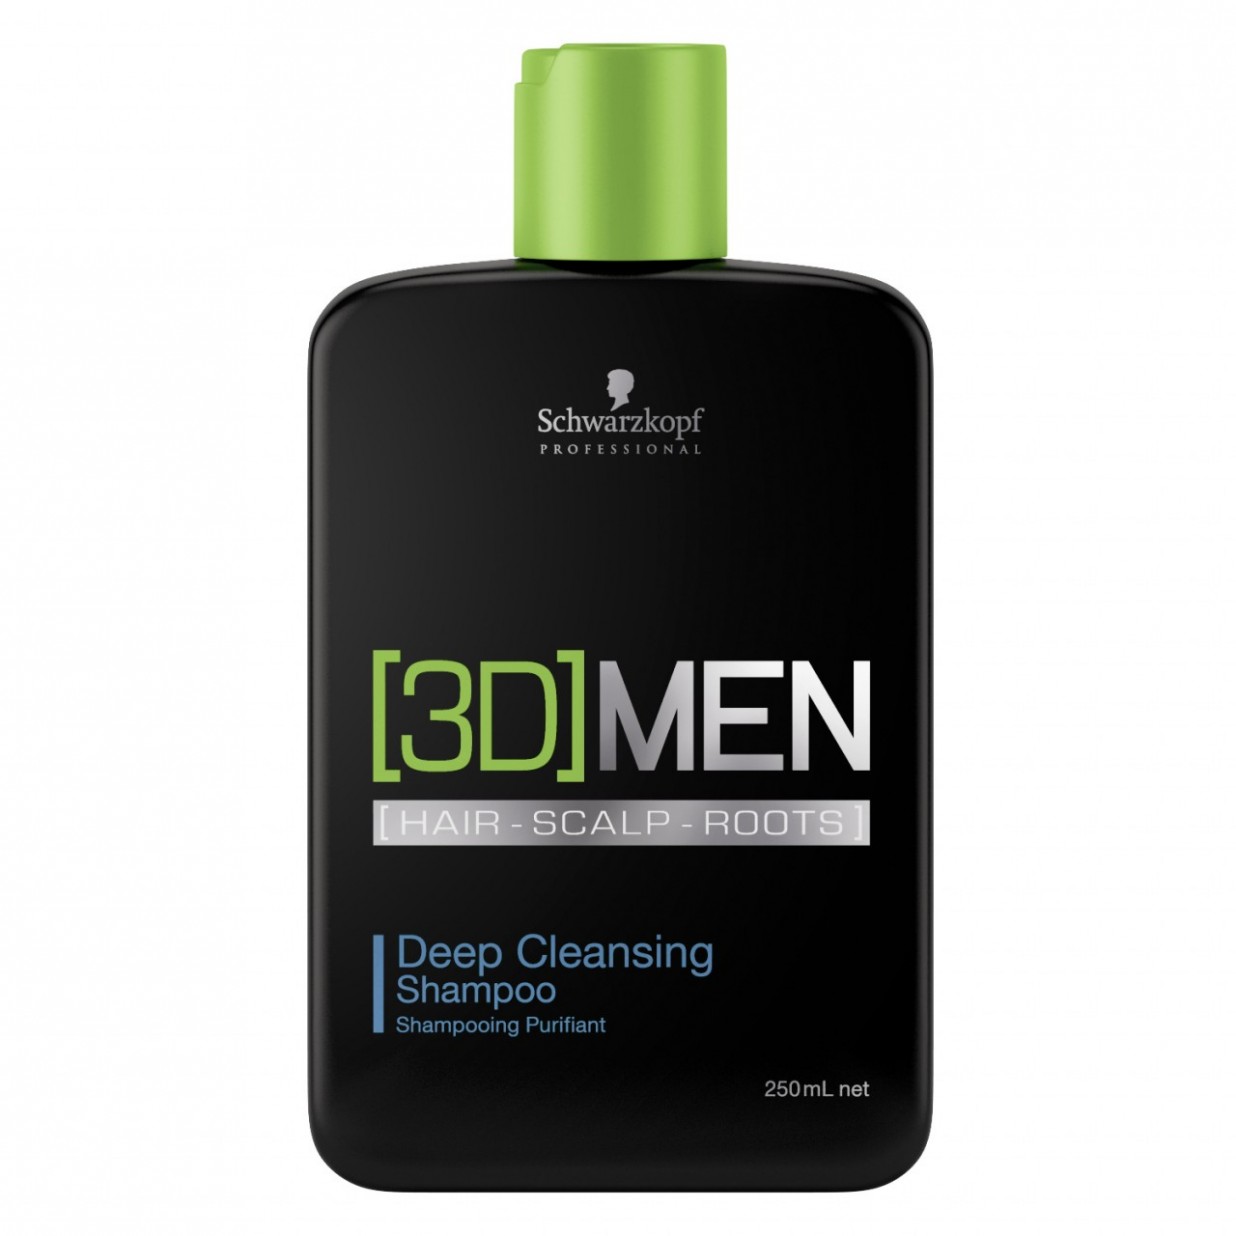 Schwarzkopf
PROFESSIONAL
[3D]MEN
[HAIR - SCALP - ROOTS]
Deep Cleansing
Shampoo
Shampooing Purifiant
250mL net